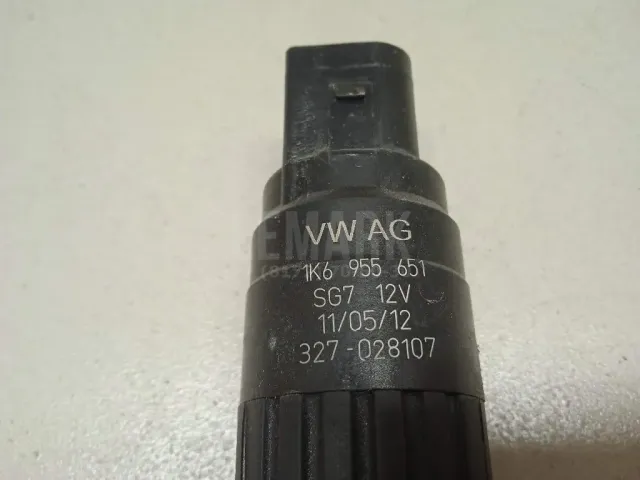 VW AG
1K6 955 651
SG7 12V
11/05/12
327-028107